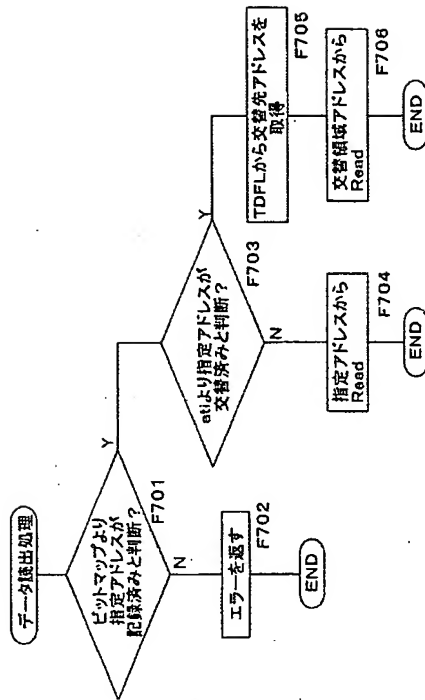 データ読出処理
ビットマップより
指定アドレスが
記録済みと判断?
F701
Y
N
エラーを返す
F702
END
atiより指定アドレスが
交替済みと判断?
F703
Y
N
指定アドレスから
Read
F704
END
TDFLから交替先アドレスを
取得
F705
交替領域アドレスから
Read
F706
END